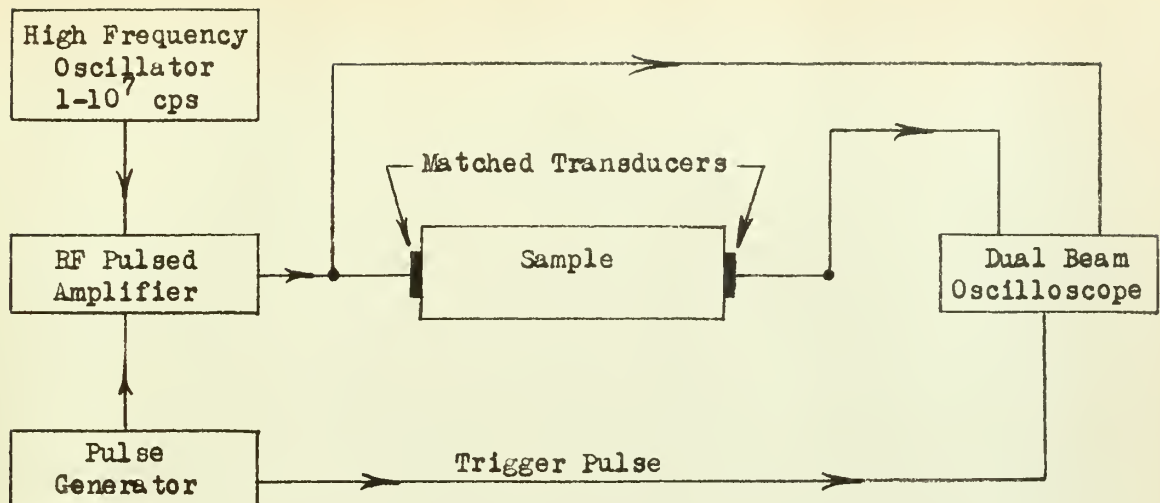 High Frequency
Oscillator
1-10⁷ cps
Matched Transducers
RF Pulsed
Amplifier
Sample
Dual Beam
Oscilloscope
Pulse
Generator
Trigger Pulse